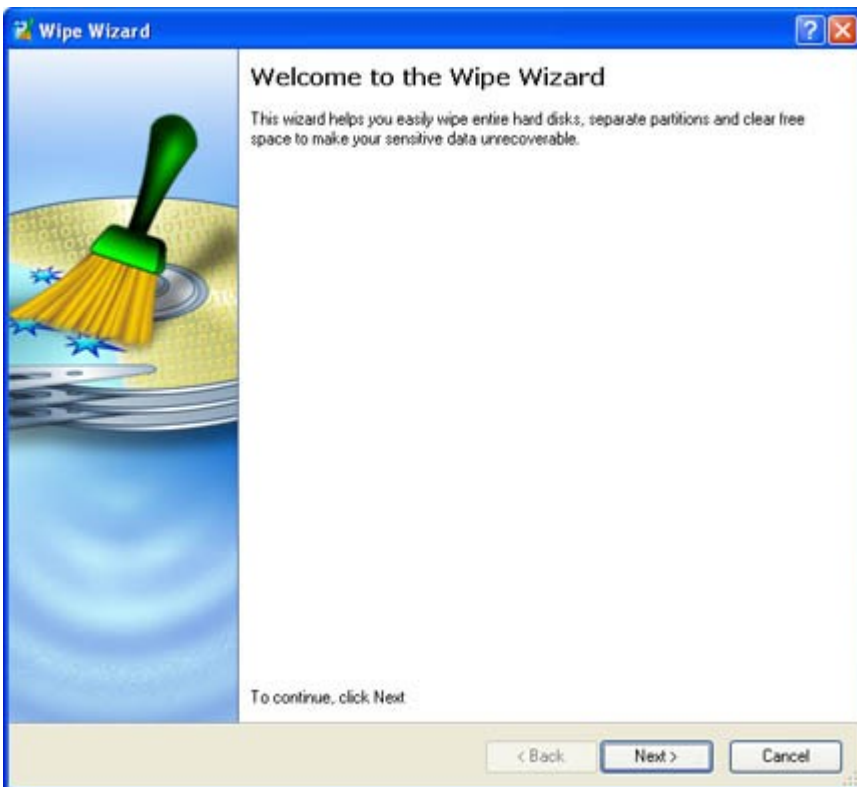 Wipe Wizard
Welcome to the Wipe Wizard
This wizard helps you easily wipe entire hard disks, separate partitions and clear free
space to make your sensitive data unrecoverable.
To continue, click Next
< Back
Next >
Cancel